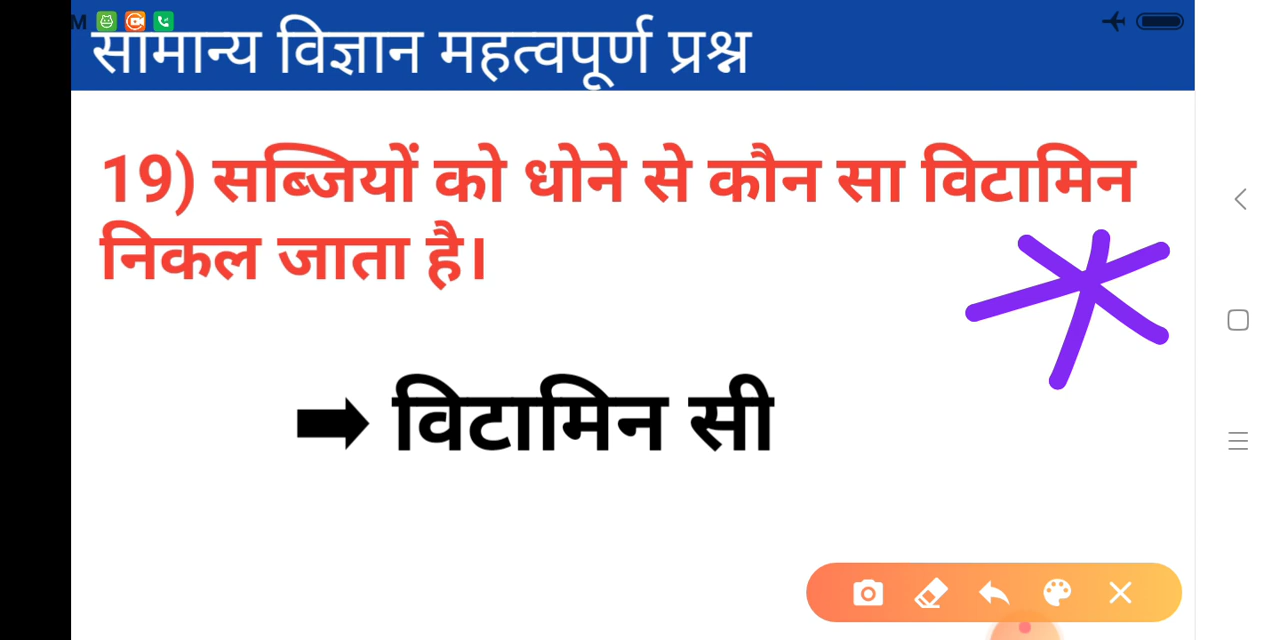 M
सामान्य विज्ञान महत्वपूर्ण प्रश्न
19) सब्जियों को धोने से कौन सा विटामिन
निकल जाता है।
➡ विटामिन सी